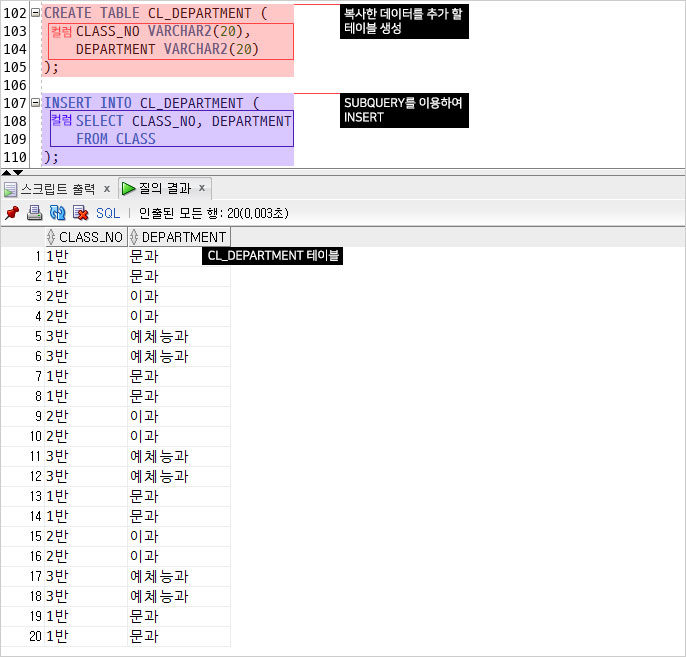 102 CREATE TABLE CL_DEPARTMENT (
복사한 데이터를 추가 할
테이블 생성
103 컬럼 CLASS_NO VARCHAR2(20),
104 DEPARTMENT VARCHAR2(20)
105 );
106
107 INSERT INTO CL_DEPARTMENT (
SUBQUERY를 이용하여
INSERT
108 컬럼 SELECT CLASS_NO, DEPARTMENT
109 FROM CLASS
110 );
스크립트 출력 x 질의 결과 x
SQL | 인출된 모든 행: 20(0,003초)
CLASS_NO DEPARTMENT
CL_DEPARTMENT 테이블
1 1반 문과
2 1반 문과
3 2반 이과
4 2반 이과
5 3반 예체능과
6 3반 예체능과
7 1반 문과
8 1반 문과
9 2반 이과
10 2반 이과
11 3반 예체능과
12 3반 예체능과
13 1반 문과
14 1반 문과
15 2반 이과
16 2반 이과
17 3반 예체능과
18 3반 예체능과
19 1반 문과
20 1반 문과